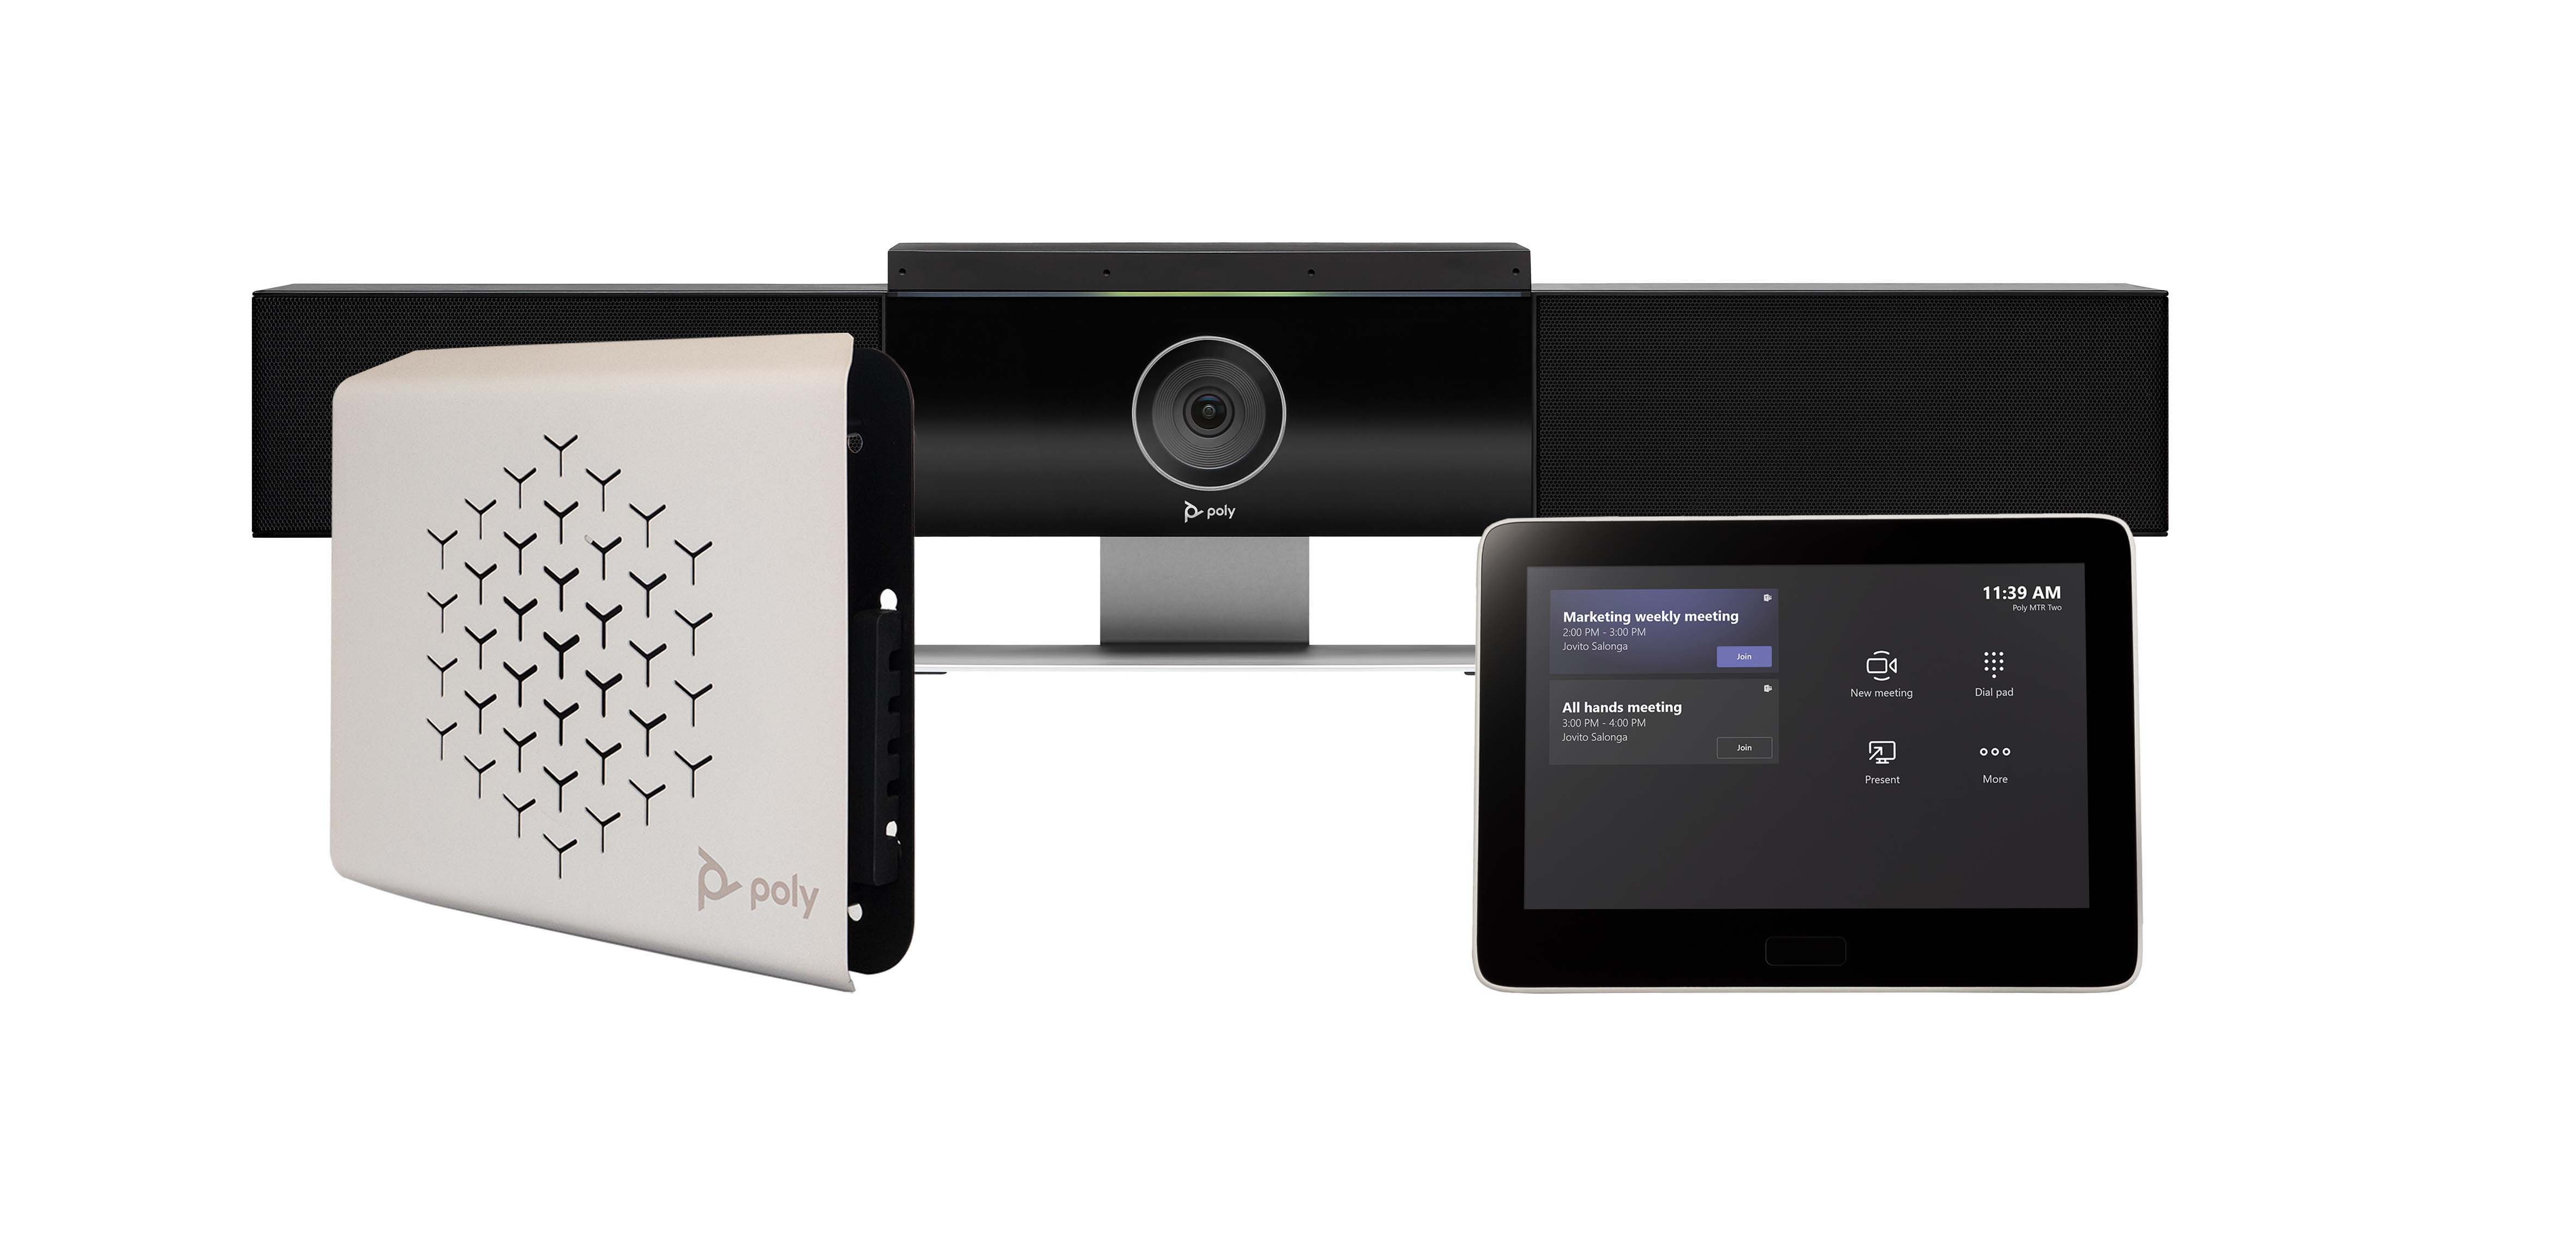 poly
poly
11:39 AM
Poly MTR Two
Marketing weekly meeting
2:00 PM - 3:00 PM
Jovito Salonga
Join
All hands meeting
3:00 PM - 4:00 PM
Jovito Salonga
Join
New meeting
Dial pad
Present
More